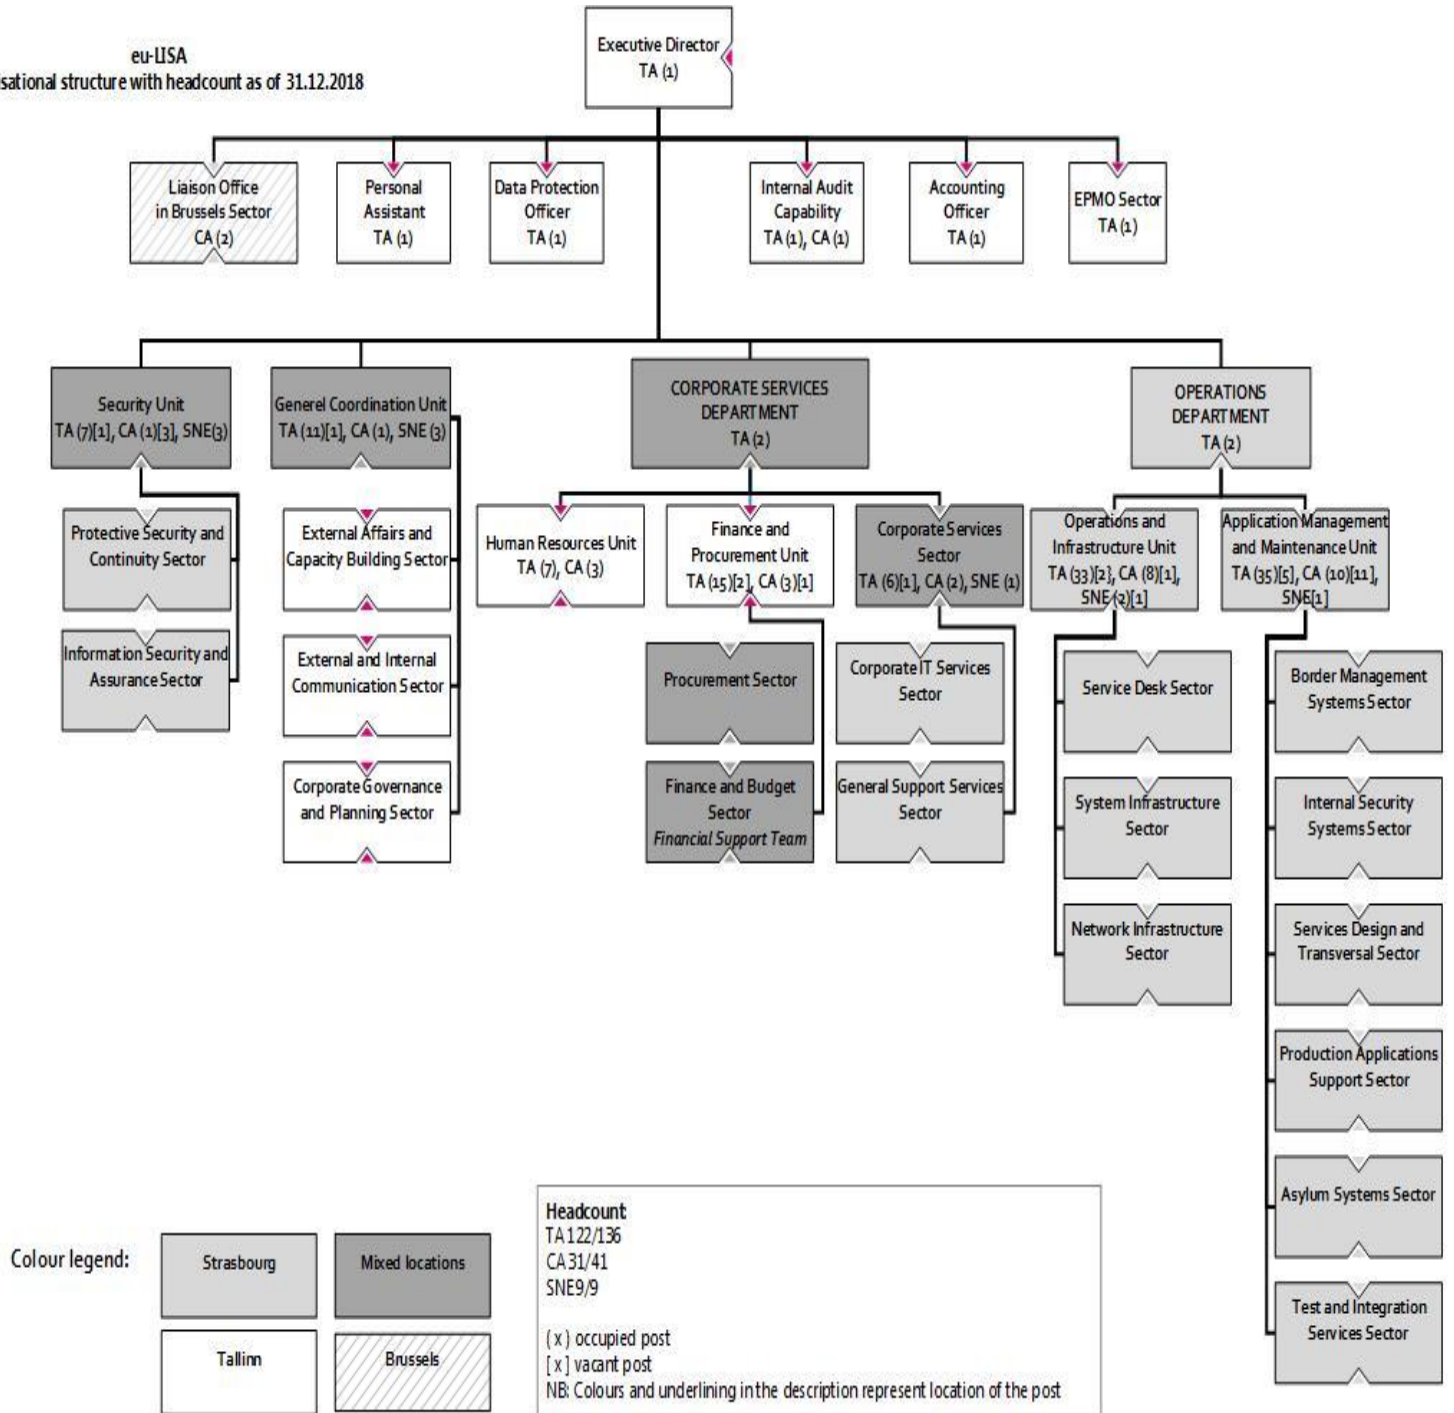 eu-LISA
isational structure with headcount as of 31.12.2018
Executive Director
TA (1)
Liaison Office
in Brussels Sector
CA (2)
Personal
Assistant
TA (1)
Data Protection
Officer
TA (1)
Internal Audit
Capability
TA (1), CA (1)
Accounting
Officer
TA (1)
EPMO Sector
TA (1)
Security Unit
TA (7)[1], CA (1)[3], SNE(3)
Generel Coordination Unit
TA (11)[1], CA (1), SNE (3)
CORPORATE SERVICES
DEPARTMENT
TA (2)
OPERATIONS
DEPARTMENT
TA (2)
Protective Security and
Continuity Sector
Information Security and
Assurance Sector
External Affairs and
Capacity Building Sector
External and Internal
Communication Sector
Corporate Governance
and Planning Sector
Human Resources Unit
TA (7), CA (3)
Finance and
Procurement Unit
TA (15)[2], CA (3)[1]
Corporate Services
Sector
TA (6)[1], CA (2), SNE (1)
Procurement Sector
Finance and Budget
Sector
Financial Support Team
Corporate IT Services
Sector
General Support Services
Sector
Operations and
Infrastructure Unit
TA (33)[2}, CA (8)[1],
SNE (2)[1]
Application Management
and Maintenance Unit
TA (35)[5], CA (10)[11],
SNE[1]
Service Desk Sector
System Infrastructure
Sector
Network Infrastructure
Sector
Border Management
Systems Sector
Internal Security
Systems Sector
Services Design and
Transversal Sector
Production Applications
Support Sector
Asylum Systems Sector
Test and Integration
Services Sector
Colour legend:
Strasbourg
Mixed locations
Tallinn
Brussels
Headcount
TA 122/136
CA 31/41
SNE 9/9
( x ) occupied post
[ x ] vacant post
NB: Colours and underlining in the description represent location of the post